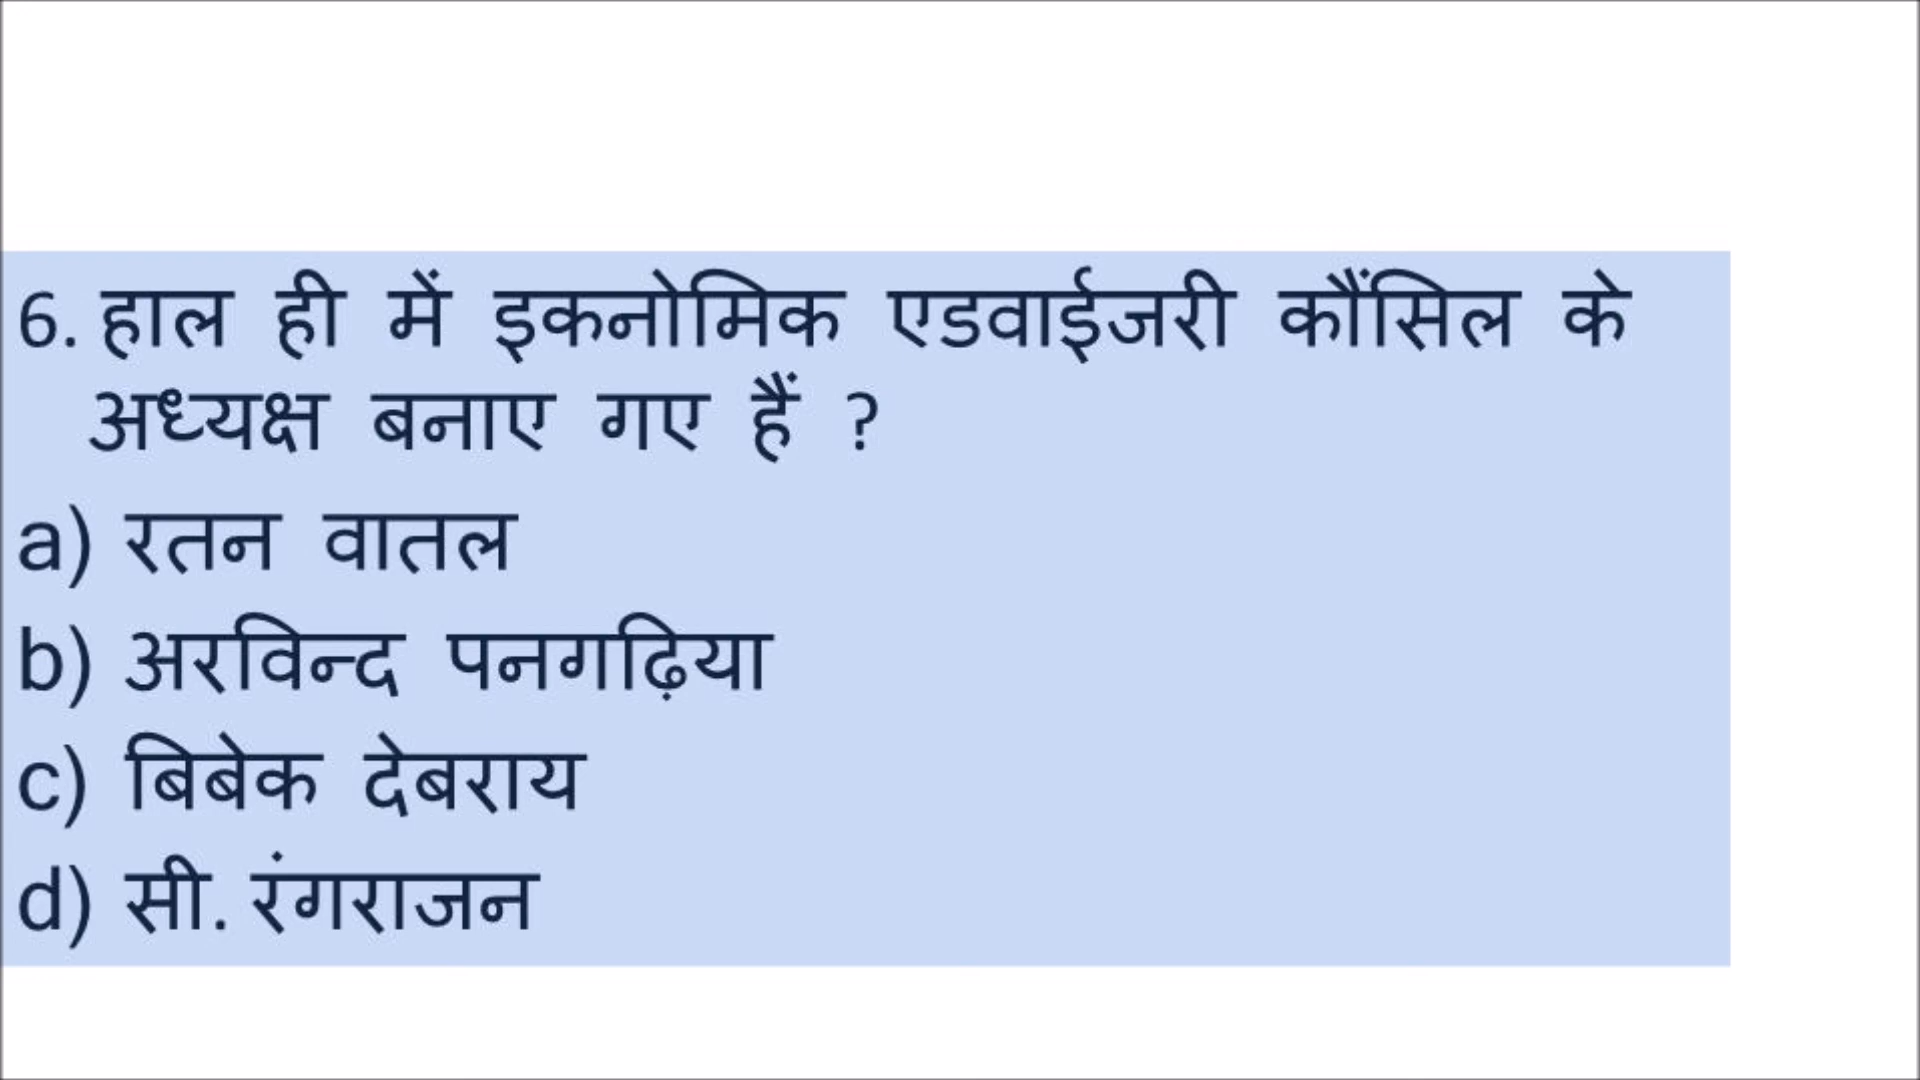 6. हाल ही में इकनोमिक एडवाईजरी कौंसिल के
अध्यक्ष बनाए गए हैं ?
a) रतन वातल
b) अरविन्द पनगढ़िया
c) बिबेक देबराय
d) सी. रंगराजन